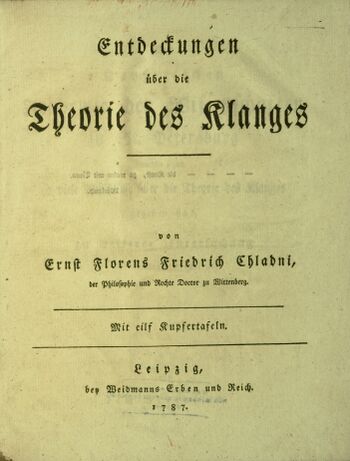 Entdeckungen
über die
Theorie des Klanges
von
Ernst Florens Friedrich Chladni,
der Philosophie und Rechte Doctor zu Wittenberg.
Mit eilf Kupfertafeln.
Leipzig,
bey Weidmanns Erben und Reich.
1787.